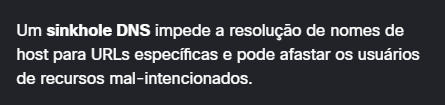 Um sinkhole DNS impede a resolução de nomes de
host para URLs específicas e pode afastar os usuários
de recursos mal-intencionados.